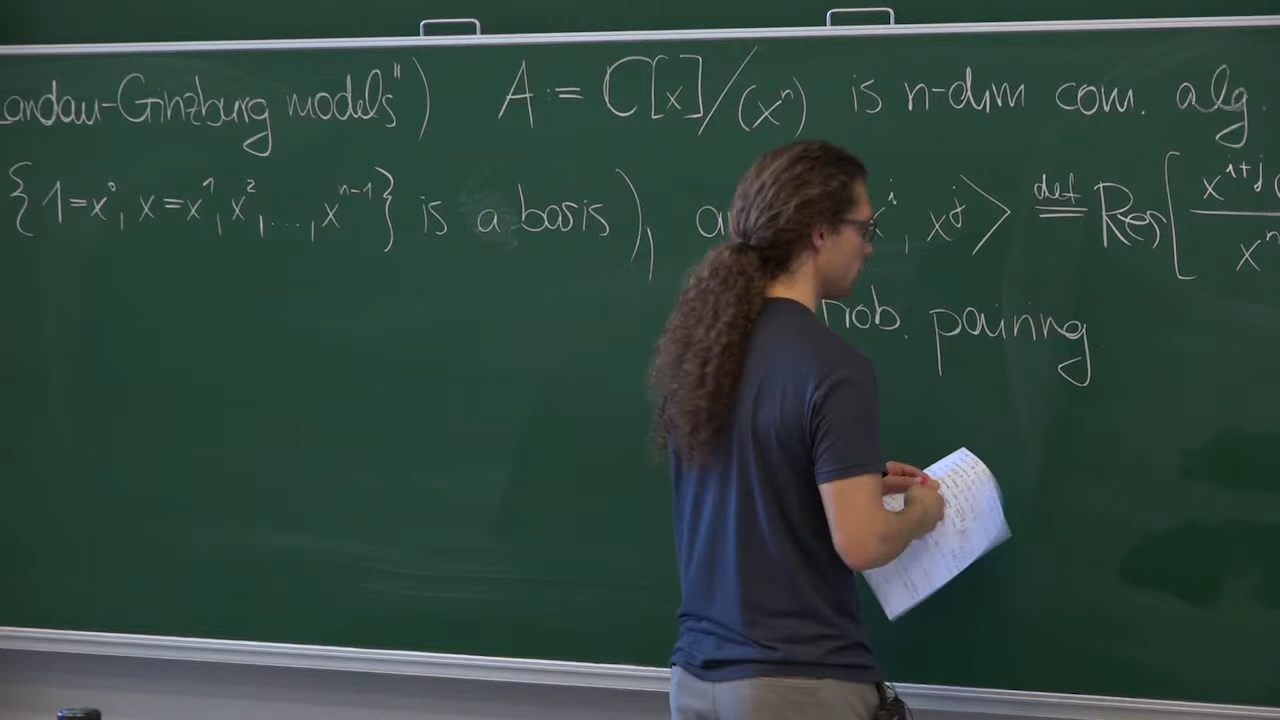 andau-Ginzburg models") A := C[x]/(xⁿ) is n-dim com. alg.
{1=x⁰, x=x¹, x², ..., xⁿ⁻¹} is a basis), ⁱ, xʲ> def= Res[ xⁱ⁺ʲ / xⁿ
rob. pairing